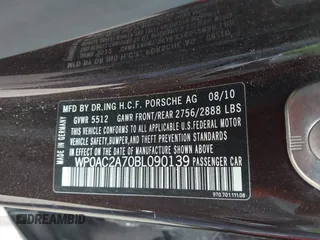 MFD BY DR.ING H.C.F. PORSCHE AG 08/10
GVWR 5512 GAWR FRONT/REAR 2756/2888 LBS
THIS VEHICLE CONFORMS TO ALL APPLICABLE U.S. FEDERAL MOTOR
VEHICLE SAFETY, BUMPER, AND THEFT PREVENTION STANDARDS
IN EFFECT ON THE DATE OF MANUFACTURE SHOWN ABOVE
WP0AC2A70BL090139 PASSENGER CAR
MADE IN GERMANY
970.701.111.08
DREAMBID